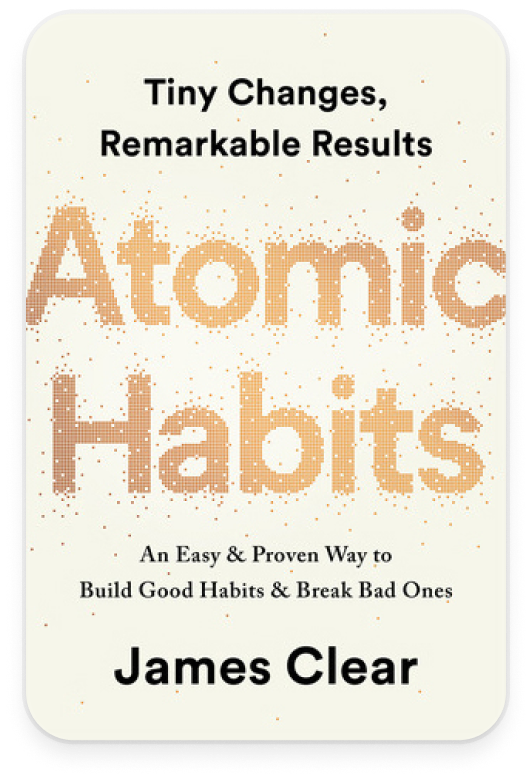 Tiny Changes,
Remarkable Results
Atomic
Habits
An Easy & Proven Way to
Build Good Habits & Break Bad Ones
James Clear